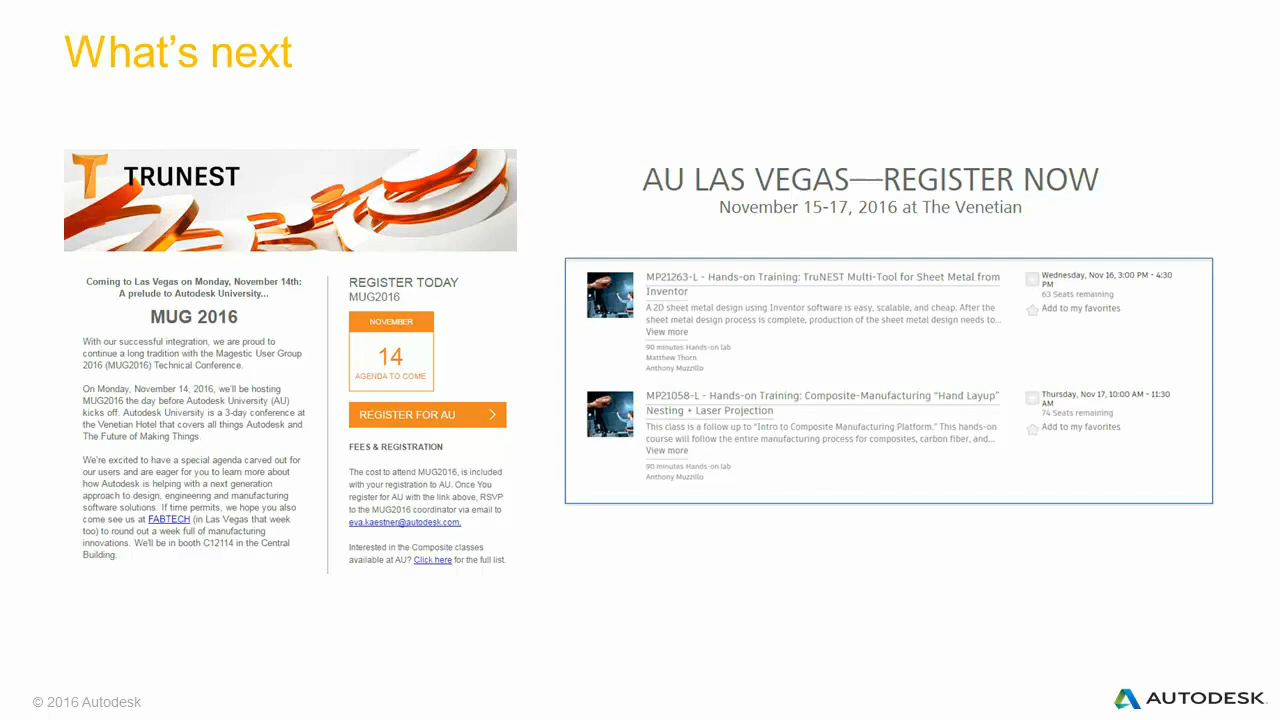 What's next
TRUNEST
Coming to Las Vegas on Monday, November 14th:
A prelude to Autodesk University...
MUG 2016
With our successful integration, we are proud to
continue a long tradition with the Magestic User Group
2016 (MUG2016) Technical Conference.
On Monday, November 14, 2016, we'll be hosting
MUG2016 the day before Autodesk University (AU)
kicks off. Autodesk University is a 3-day conference at
the Venetian Hotel that covers all things Autodesk and
The Future of Making Things.
We're excited to have a special agenda carved out for
our users and are eager for you to learn more about
how Autodesk is helping with a next generation
approach to design, engineering and manufacturing
software solutions. If time permits, we hope you also
come see us at FABTECH (in Las Vegas that week
too) to round out a week full of manufacturing
innovations. We'll be in booth C12114 in the Central
Building.
REGISTER TODAY
MUG2016
NOVEMBER
14
AGENDA TO COME
REGISTER FOR AU
FEES & REGISTRATION
The cost to attend MUG2016, is included
with your registration to AU. Once You
register for AU with the link above, RSVP
to the MUG2016 coordinator via email to
eva.kaestner@autodesk.com.
Interested in the Composite classes
available at AU? Click here for the full list.
AU LAS VEGAS—REGISTER NOW
November 15-17, 2016 at The Venetian
MP21263-L - Hands-on Training: TruNEST Multi-Tool for Sheet Metal from
Inventor
A 2D sheet metal design using Inventor software is easy, scalable, and cheap. After the
sheet metal design process is complete, production of the sheet metal design needs to...
View more
90 minutes Hands-on lab
Matthew Thorn
Anthony Muzzillo
Wednesday, Nov 16, 3:00 PM - 4:30
PM
63 Seats remaining
Add to my favorites
MP21058-L - Hands-on Training: Composite-Manufacturing "Hand Layup"
Nesting + Laser Projection
This class is a follow up to "Intro to Composite Manufacturing Platform." This hands-on
course will follow the entire manufacturing process for composites, carbon fiber, and...
View more
90 minutes Hands-on lab
Anthony Muzzillo
Thursday, Nov 17, 10:00 AM - 11:30
AM
74 Seats remaining
Add to my favorites
© 2016 Autodesk
AUTODESK.